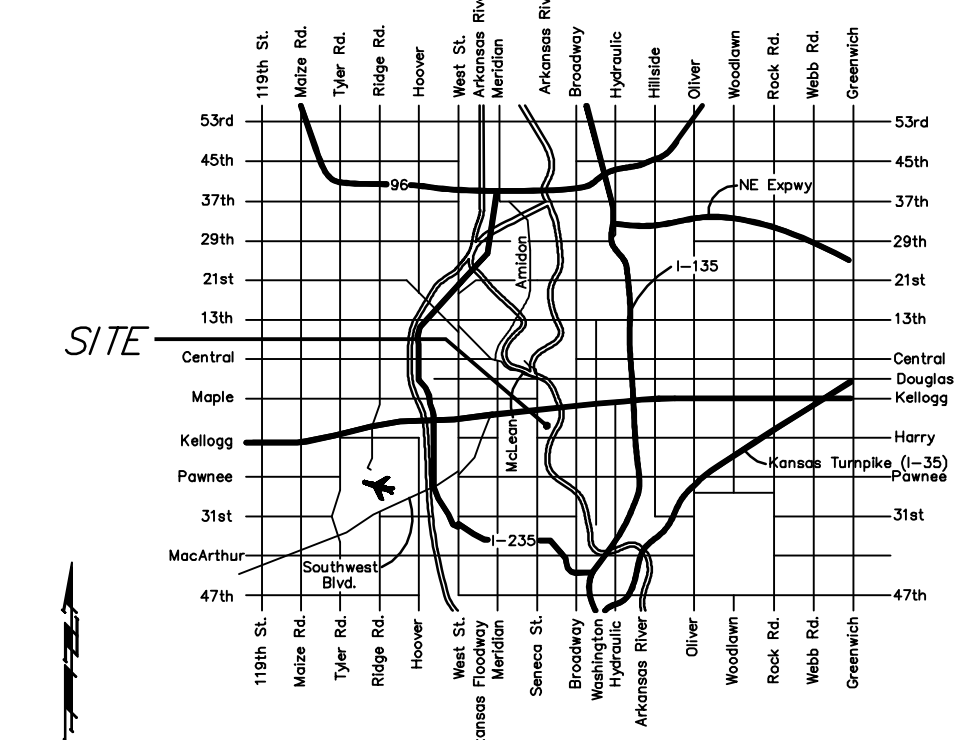 119th St.
Maize Rd.
Tyler Rd.
Ridge Rd.
Hoover
West St.
Arkansas Riv
Meridian
Arkansas Riv
Broadway
Hydraulic
Hillside
Oliver
Woodlawn
Rock Rd.
Webb Rd.
Greenwich
53rd
53rd
45th
45th
96
NE Expwy
37th
37th
29th
29th
Amidon
I-135
21st
21st
13th
13th
SITE
Central
Central
Douglas
Maple
Kellogg
McLean
Kellogg
Harry
Kansas Turnpike (I-35)
Pawnee
Pawnee
31st
31st
I-235
MacArthur
MacArthur
Southwest
Blvd.
47th
47th
119th St.
Maize Rd.
Tyler Rd.
Ridge Rd.
Hoover
West St.
kansas Floodway
Meridian
Seneca St.
Broadway
Washington
Hydraulic
Arkansas River
Oliver
Woodlawn
Rock Rd.
Webb Rd.
Greenwich